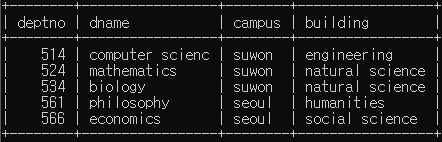 deptno | dname | campus | building
514 | computer scienc | suwon | engineering
524 | mathematics | suwon | natural science
534 | biology | suwon | natural science
561 | philosophy | seoul | humanities
566 | economics | seoul | social science